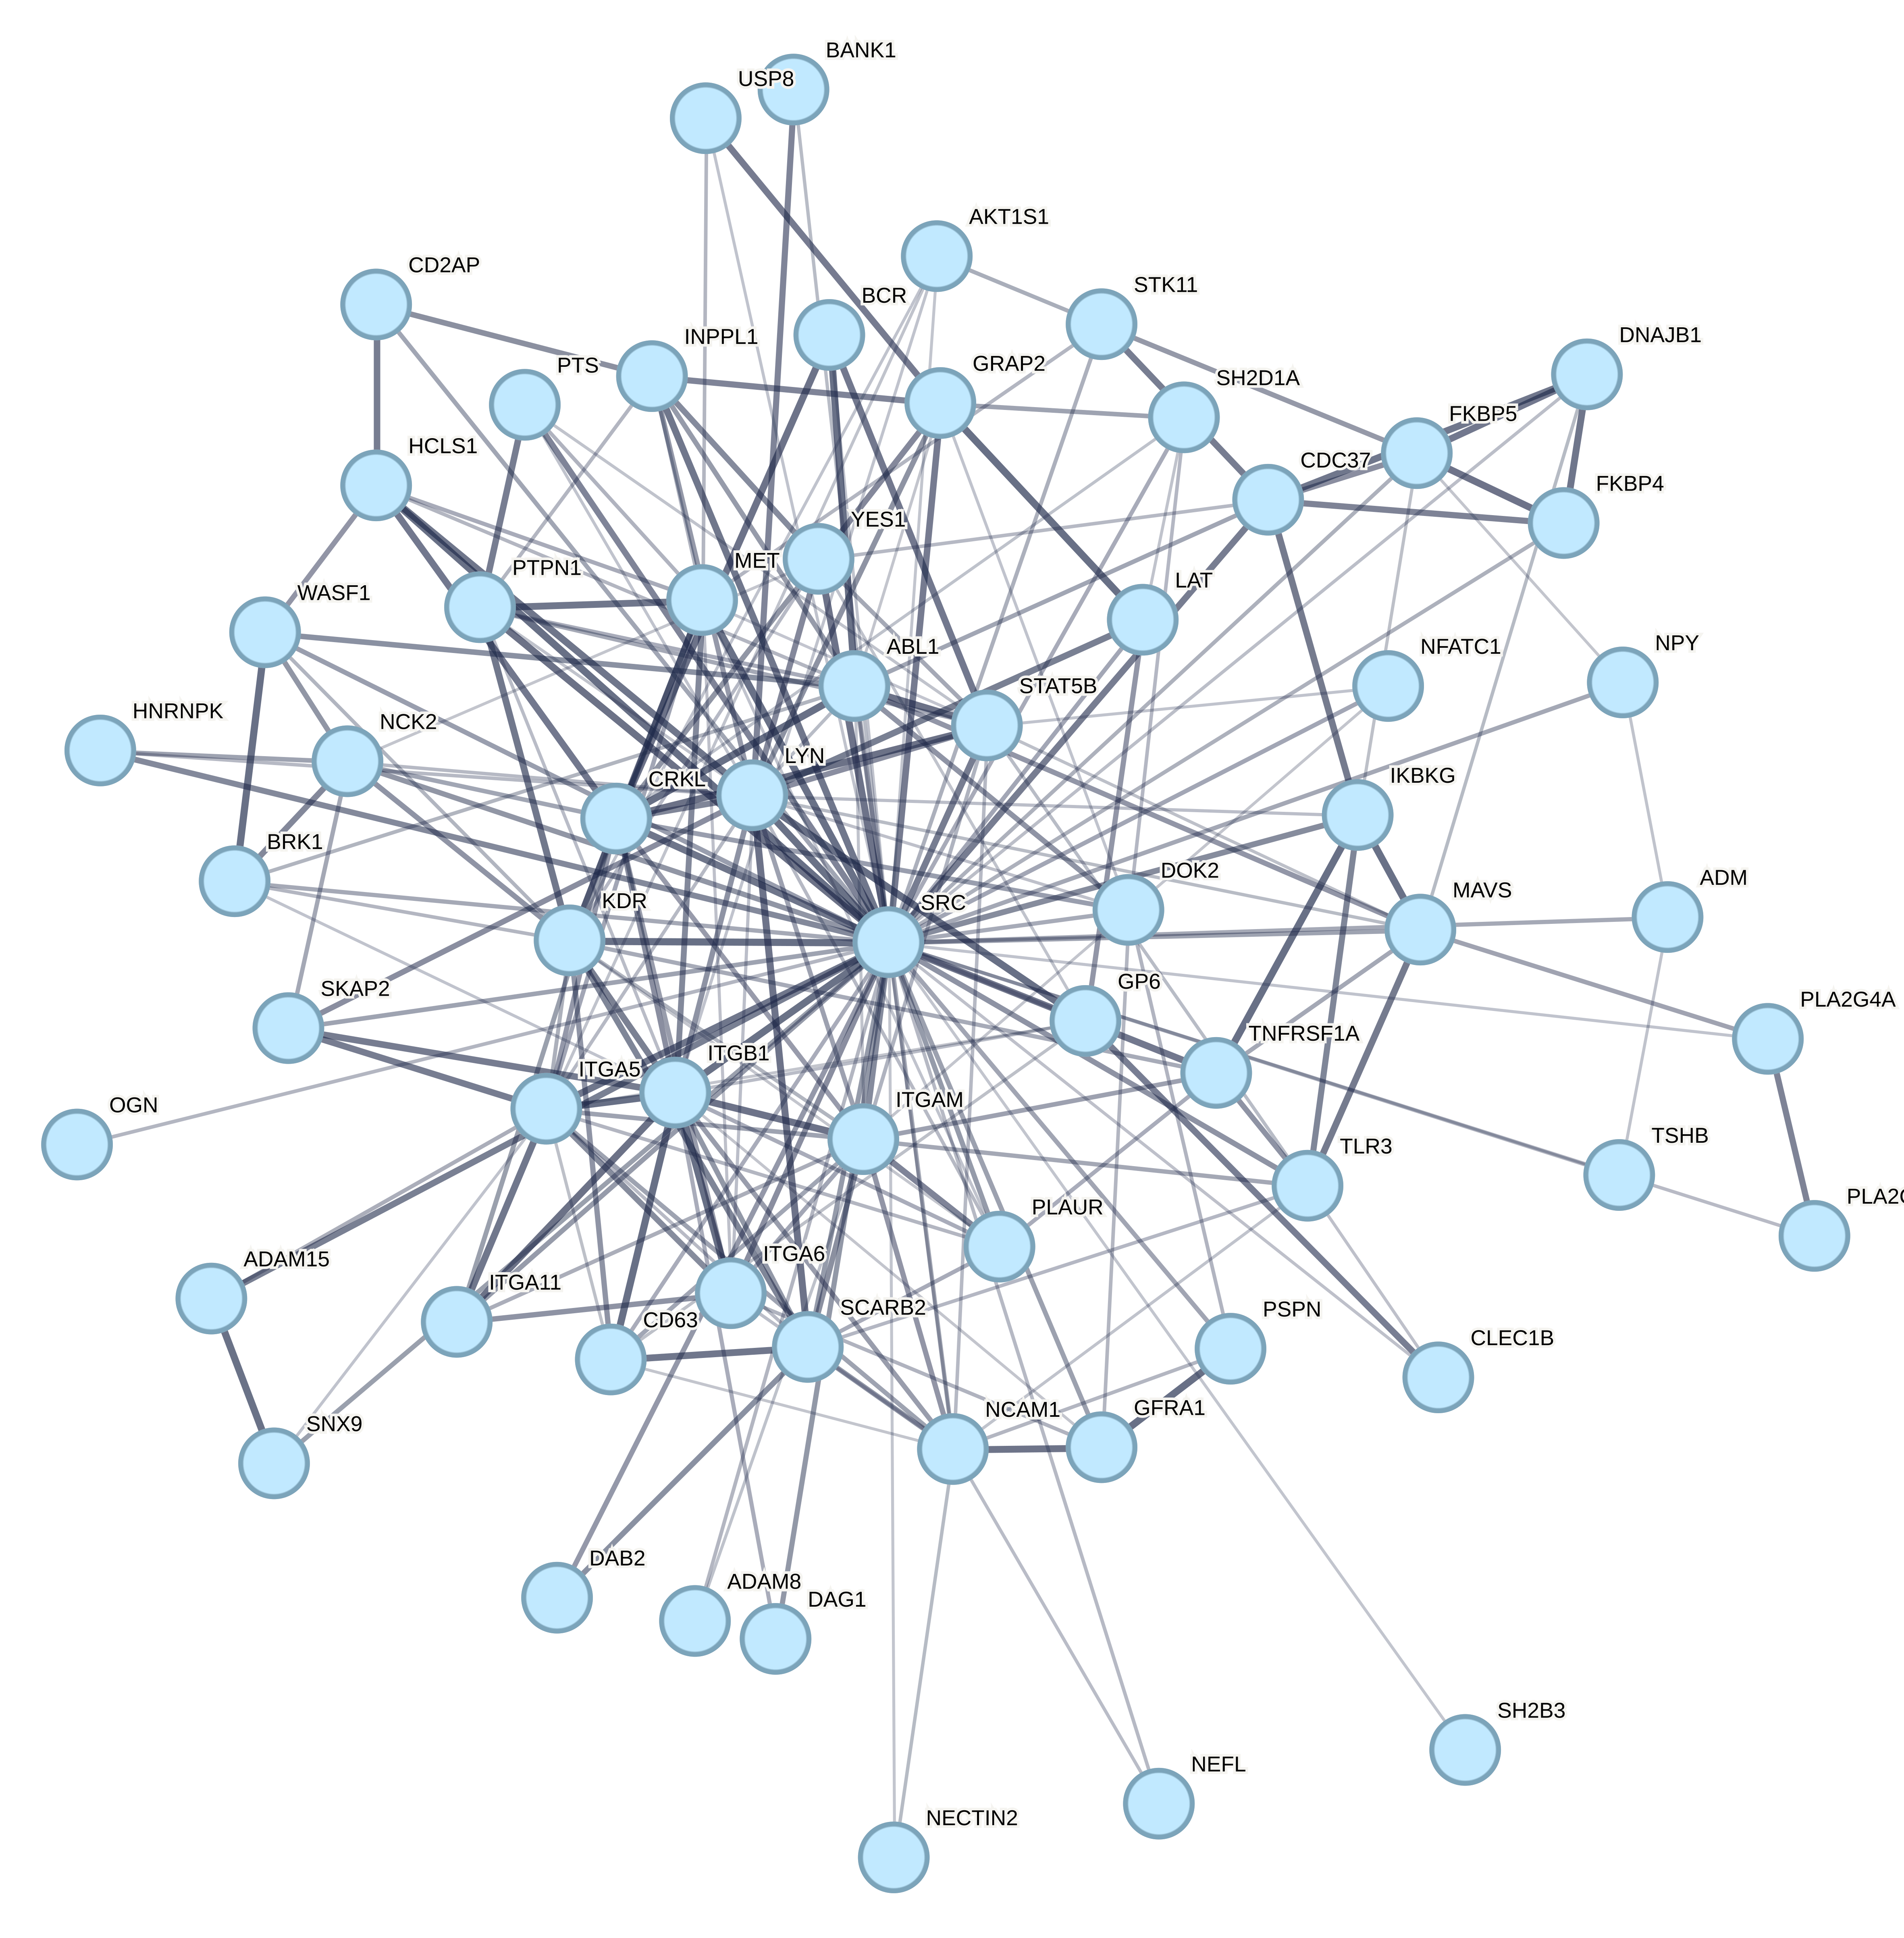 BANK1
USP8
AKT1S1
CD2AP
STK11
BCR
DNAJB1
INPPL1
GRAP2
PTS
SH2D1A
FKBP5
HCLS1
CDC37
FKBP4
YES1
MET
PTPN1
LAT
WASF1
NPY
ABL1
NFATC1
STAT5B
HNRNPK
NCK2
LYN
IKBKG
CRKL
BRK1
DOK2
ADM
MAVS
KDR
SRC
GP6
SKAP2
PLA2G4A
TNFRSF1A
ITGB1
ITGA5
ITGAM
OGN
TSHB
TLR3
PLA2G
PLAUR
ITGA6
ADAM15
ITGA11
SCARB2
PSPN
CD63
CLEC1B
GFRA1
NCAM1
SNX9
DAB2
ADAM8
DAG1
SH2B3
NEFL
NECTIN2